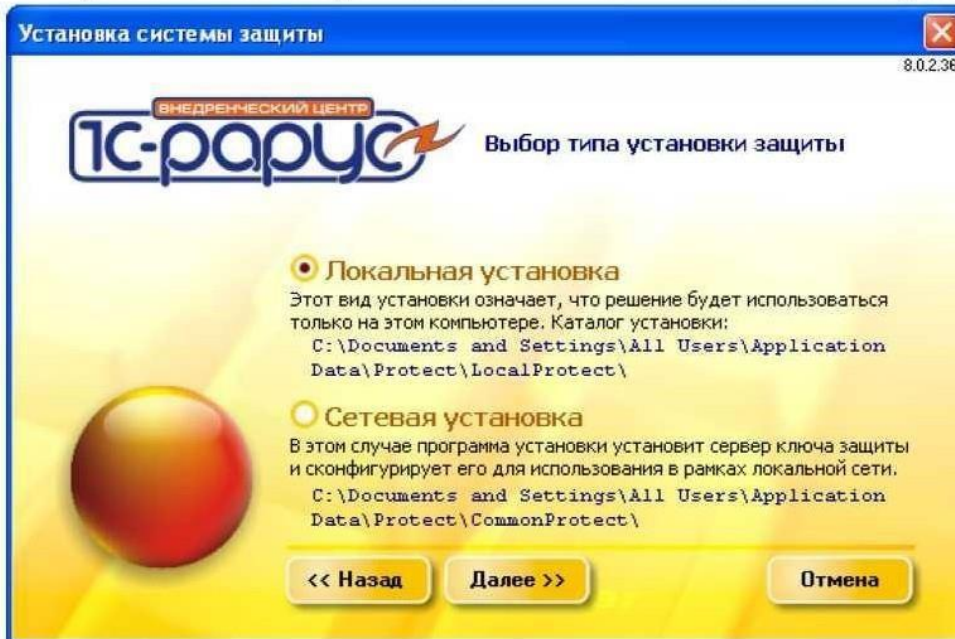 Установка системы защиты
8.0.2.36
ВНЕДРЕНЧЕСКИЙ ЦЕНТР
1С-рарус
Выбор типа установки защиты
Локальная установка
Этот вид установки означает, что решение будет использоваться
только на этом компьютере. Каталог установки:
C:\Documents and Settings\All Users\Application
Data\Protect\LocalProtect\
Сетевая установка
В этом случае программа установки установит сервер ключа защиты
и сконфигурирует его для использования в рамках локальной сети.
C:\Documents and Settings\All Users\Application
Data\Protect\CommonProtect\
<< Назад
Далее >>
Отмена